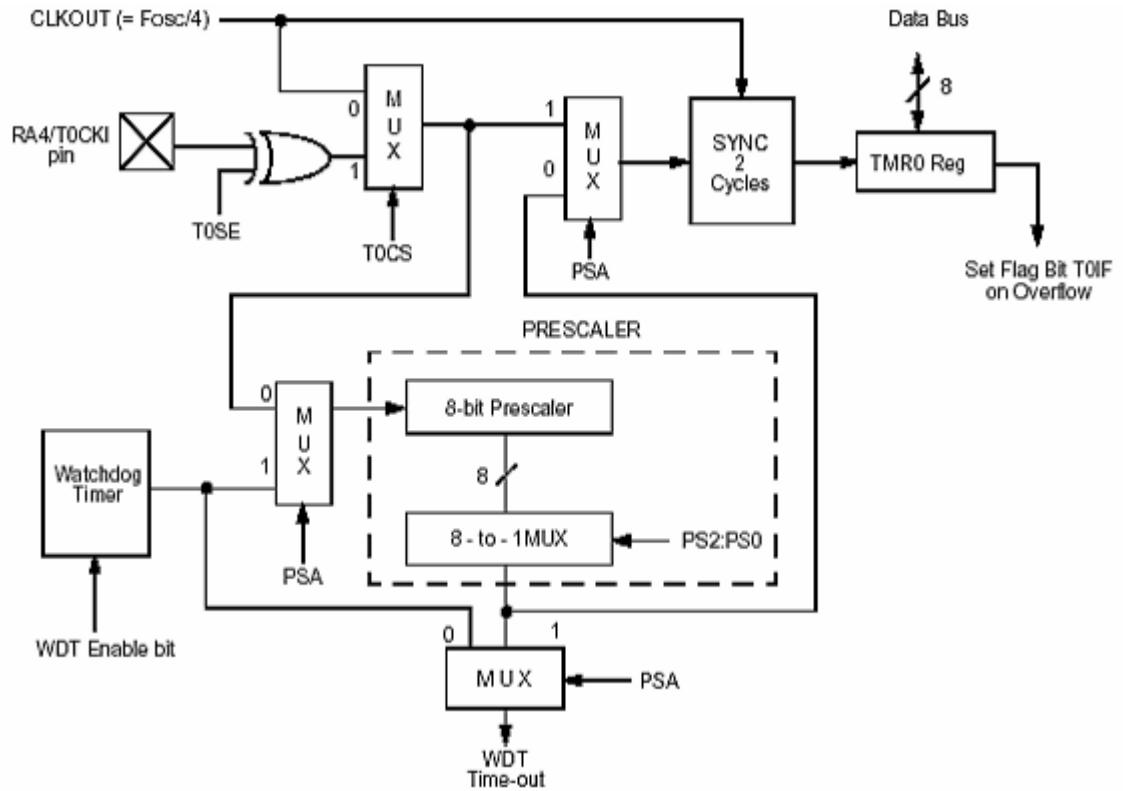 CLKOUT (= Fosc/4)
Data Bus
8
RA4/T0CKI
pin
T0SE
0
1
M
U
X
T0CS
1
0
M
U
X
PSA
SYNC
2
Cycles
TMR0 Reg
Set Flag Bit T0IF
on Overflow
PRESCALER
0
1
M
U
X
PSA
8-bit Prescaler
8
8 - to - 1MUX
PS2:PS0
Watchdog
Timer
WDT Enable bit
0
1
MUX
PSA
WDT
Time-out